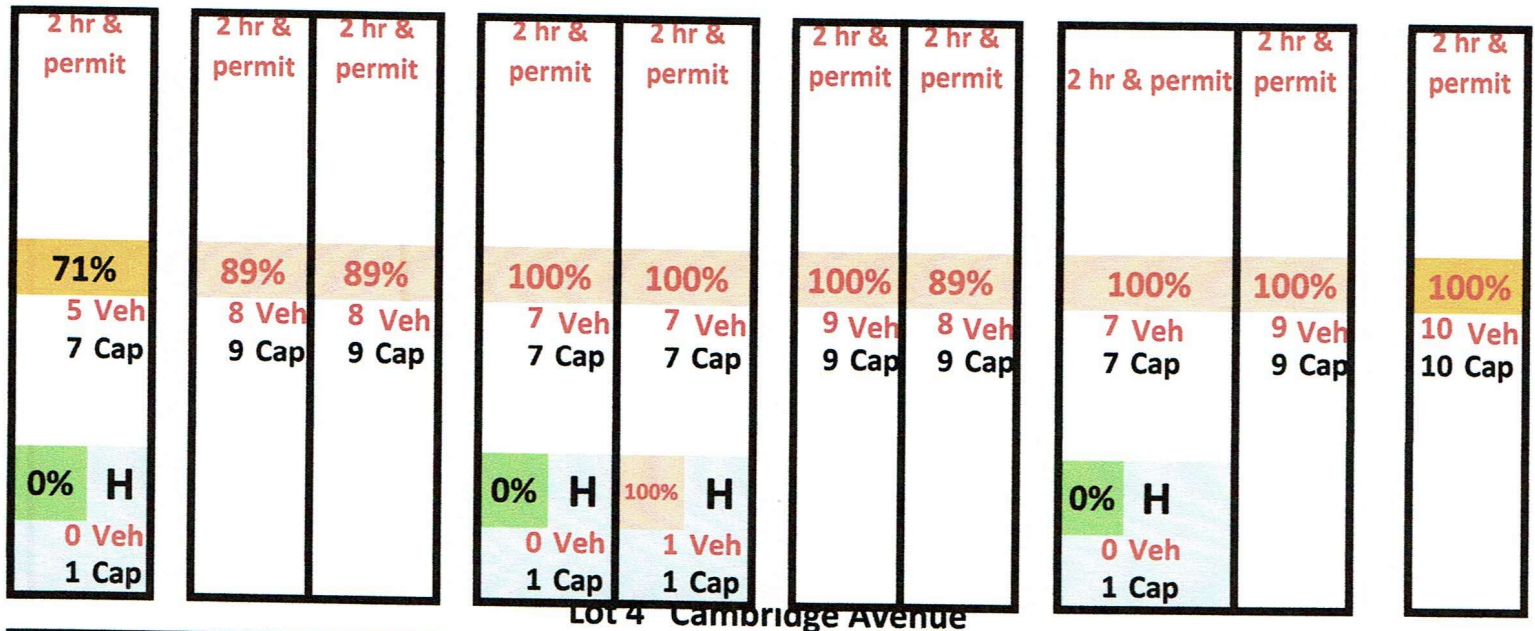 2 hr &
permit
71%
5 Veh
7 Cap
0% H
0 Veh
1 Cap
2 hr &
permit
89%
8 Veh
9 Cap
2 hr &
permit
89%
8 Veh
9 Cap
2 hr &
permit
100%
7 Veh
7 Cap
0% H
0 Veh
1 Cap
2 hr &
permit
100%
7 Veh
7 Cap
100% H
1 Veh
1 Cap
2 hr &
permit
100%
9 Veh
9 Cap
2 hr &
permit
89%
8 Veh
9 Cap
2 hr & permit
100%
7 Veh
7 Cap
0% H
0 Veh
1 Cap
2 hr &
permit
100%
9 Veh
9 Cap
2 hr &
permit
100%
10 Veh
10 Cap
Lot 4 Cambridge Avenue